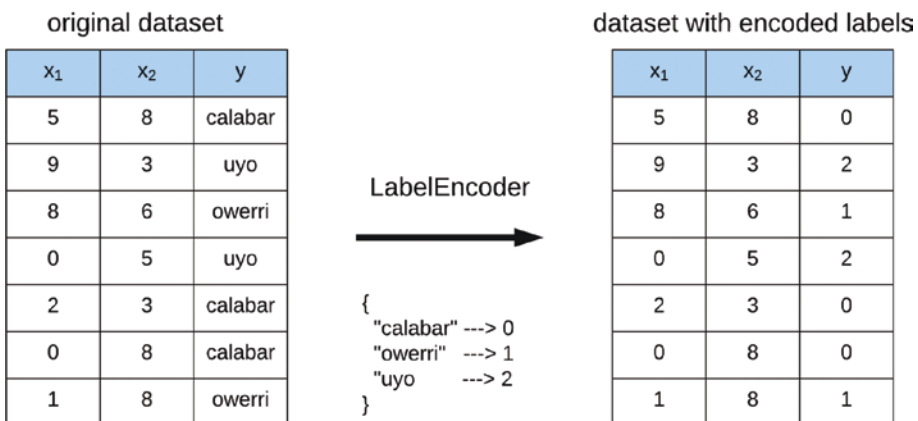 original dataset
x₁ x₂ y
5 8 calabar
9 3 uyo
8 6 owerri
0 5 uyo
2 3 calabar
0 8 calabar
1 8 owerri
LabelEncoder
{
"calabar" ---> 0
"owerri" ---> 1
"uyo ---> 2
}
dataset with encoded labels
x₁ x₂ y
5 8 0
9 3 2
8 6 1
0 5 2
2 3 0
0 8 0
1 8 1